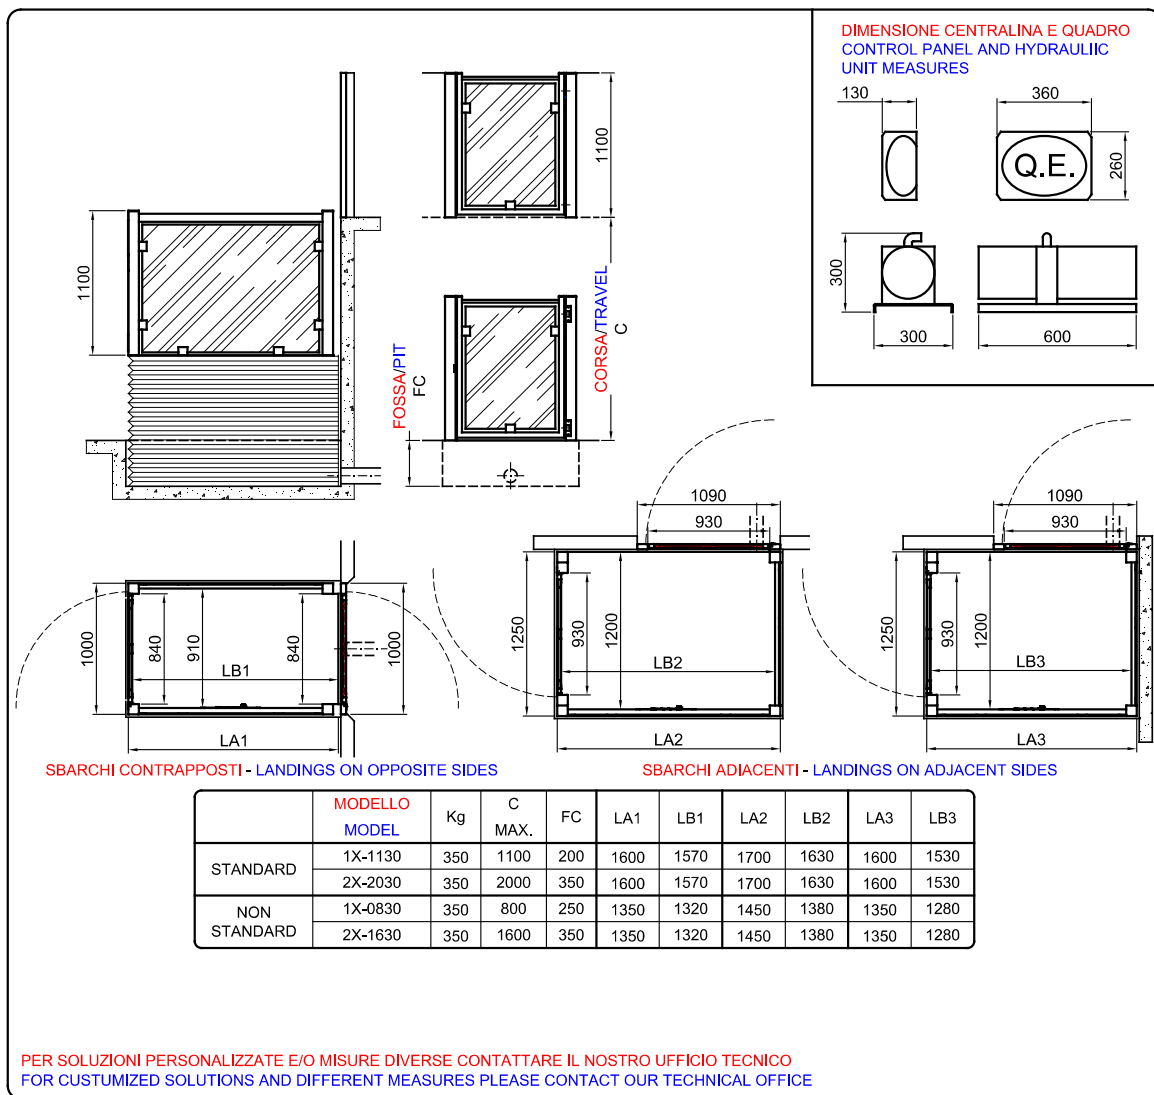 DIMENSIONE CENTRALINA E QUADRO
CONTROL PANEL AND HYDRAULIIC
UNIT MEASURES
130
360
Q.E.
260
300
300
600
1100
1100
FOSSA/PIT
FC
CORSA/TRAVEL
C
1000
840
910
840
1000
LB1
LA1
1090
930
1250
930
1200
LB2
LA2
1090
930
1250
930
1200
LB3
LA3
SBARCHI CONTRAPPOSTI - LANDINGS ON OPPOSITE SIDES
SBARCHI ADIACENTI - LANDINGS ON ADJACENT SIDES
MODELLO MODEL Kg C MAX. FC LA1 LB1 LA2 LB2 LA3 LB3
STANDARD
1X-1130 350 1100 200 1600 1570 1700 1630 1600 1530
2X-2030 350 2000 350 1600 1570 1700 1630 1600 1530
NON STANDARD
1X-0830 350 800 250 1350 1320 1450 1380 1350 1280
2X-1630 350 1600 350 1350 1320 1450 1380 1350 1280
PER SOLUZIONI PERSONALIZZATE E/O MISURE DIVERSE CONTATTARE IL NOSTRO UFFICIO TECNICO
FOR CUSTUMIZED SOLUTIONS AND DIFFERENT MEASURES PLEASE CONTACT OUR TECHNICAL OFFICE